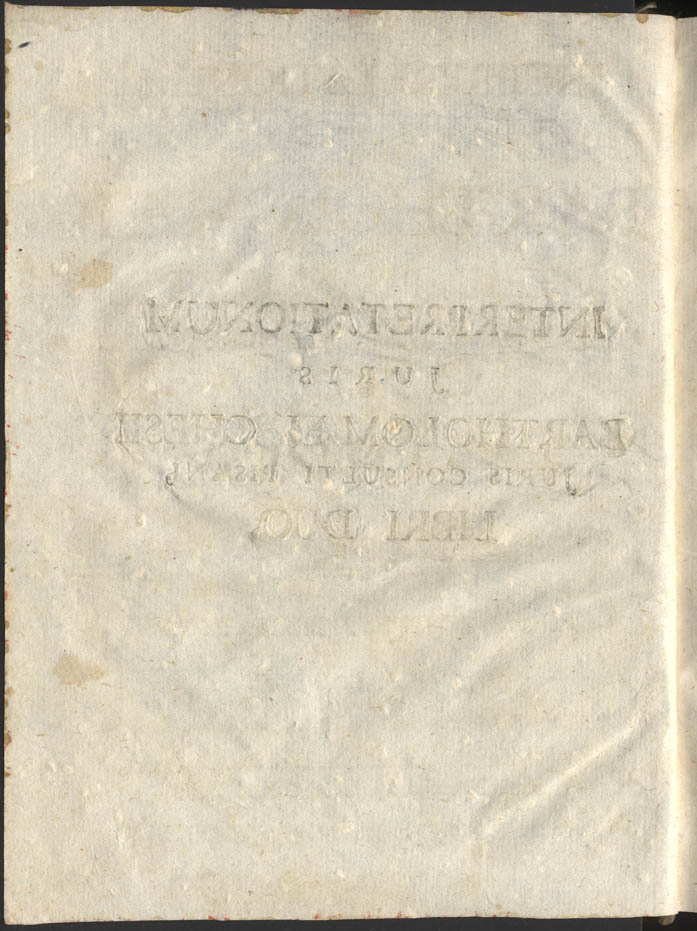 INTERPRETATIONUM
JURIS
BARTHOLOMÆI CHESII
JURIS CONSULTI PISANI,
LIBRI DUO.